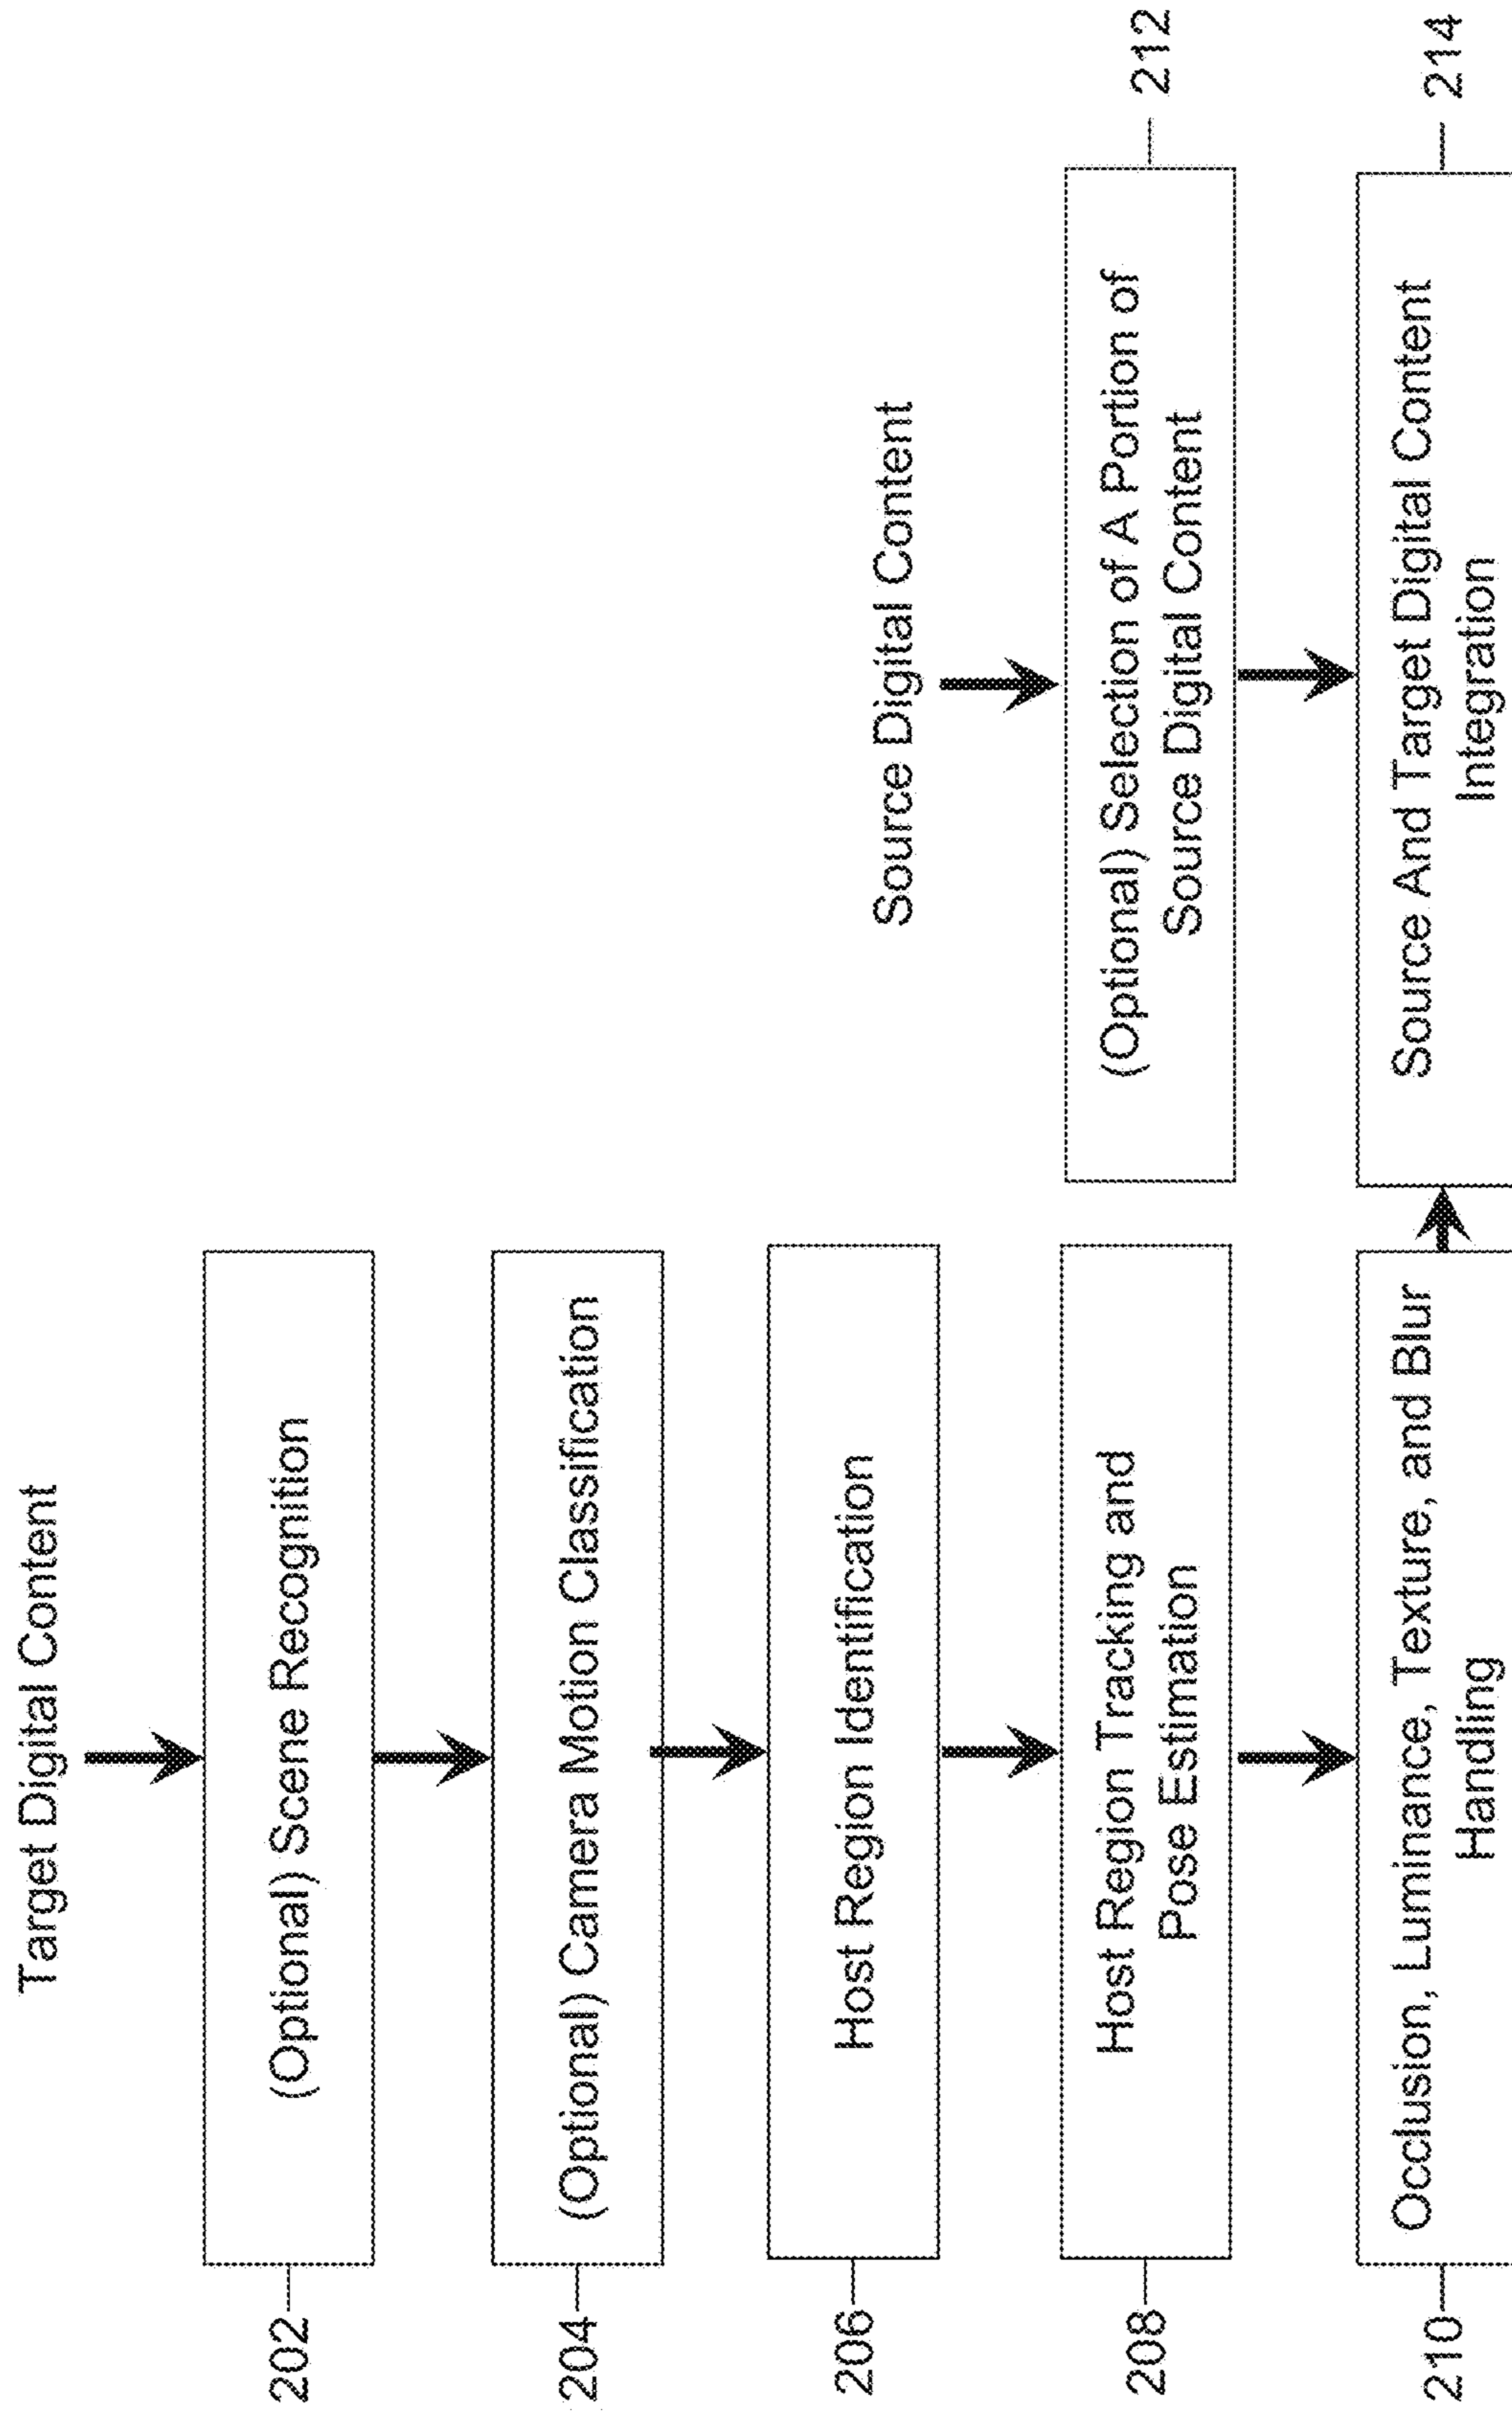 Target Digital Content
202
(Optional) Scene Recognition
204
(Optional) Camera Motion Classification
206
Host Region Identification
208
Host Region Tracking and
Pose Estimation
210
Occlusion, Luminance, Texture, and Blur
Handling
Source Digital Content
(Optional) Selection of A Portion of
Source Digital Content
212
Source And Target Digital Content
Integration
214